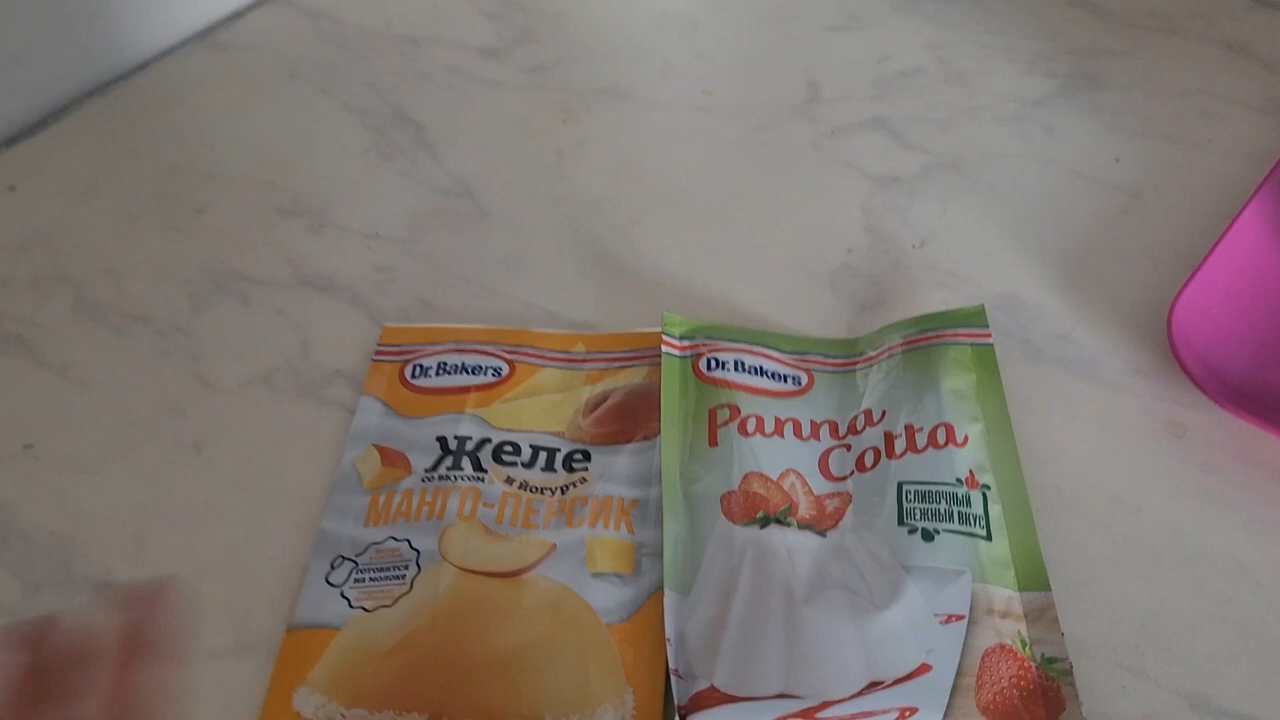 Dr.Bakers
Желе
со вкусом и йогурта
МАНГО-ПЕРСИК
ГОТОВИТСЯ
НА МОЛОКЕ
Dr.Bakers
Panna
Cotta
СЛИВОЧНЫЙ
НЕЖНЫЙ ВКУС